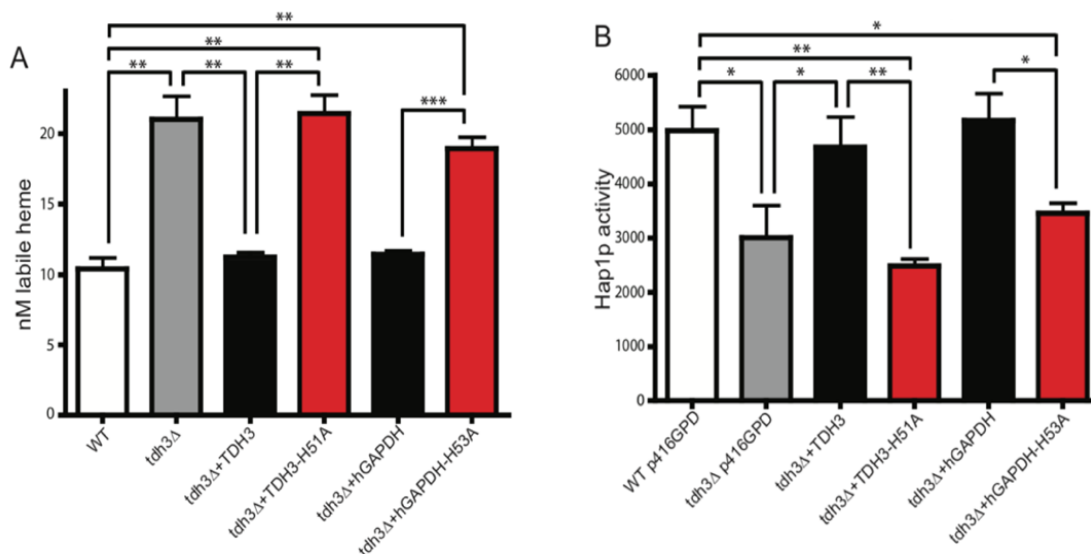 A
nM labile heme
20
15
10
5
0
**
**
**
**
**
***
WT
tdh3Δ
tdh3Δ+TDH3
tdh3Δ+TDH3-H51A
tdh3Δ+hGAPDH
tdh3Δ+hGAPDH-H53A
B
Hap1p activity
6000
5000
4000
3000
2000
1000
0
*
**
*
*
**
*
WT p416GPD
tdh3Δ p416GPD
tdh3Δ+TDH3
tdh3Δ+TDH3-H51A
tdh3Δ+hGAPDH
tdh3Δ+hGAPDH-H53A